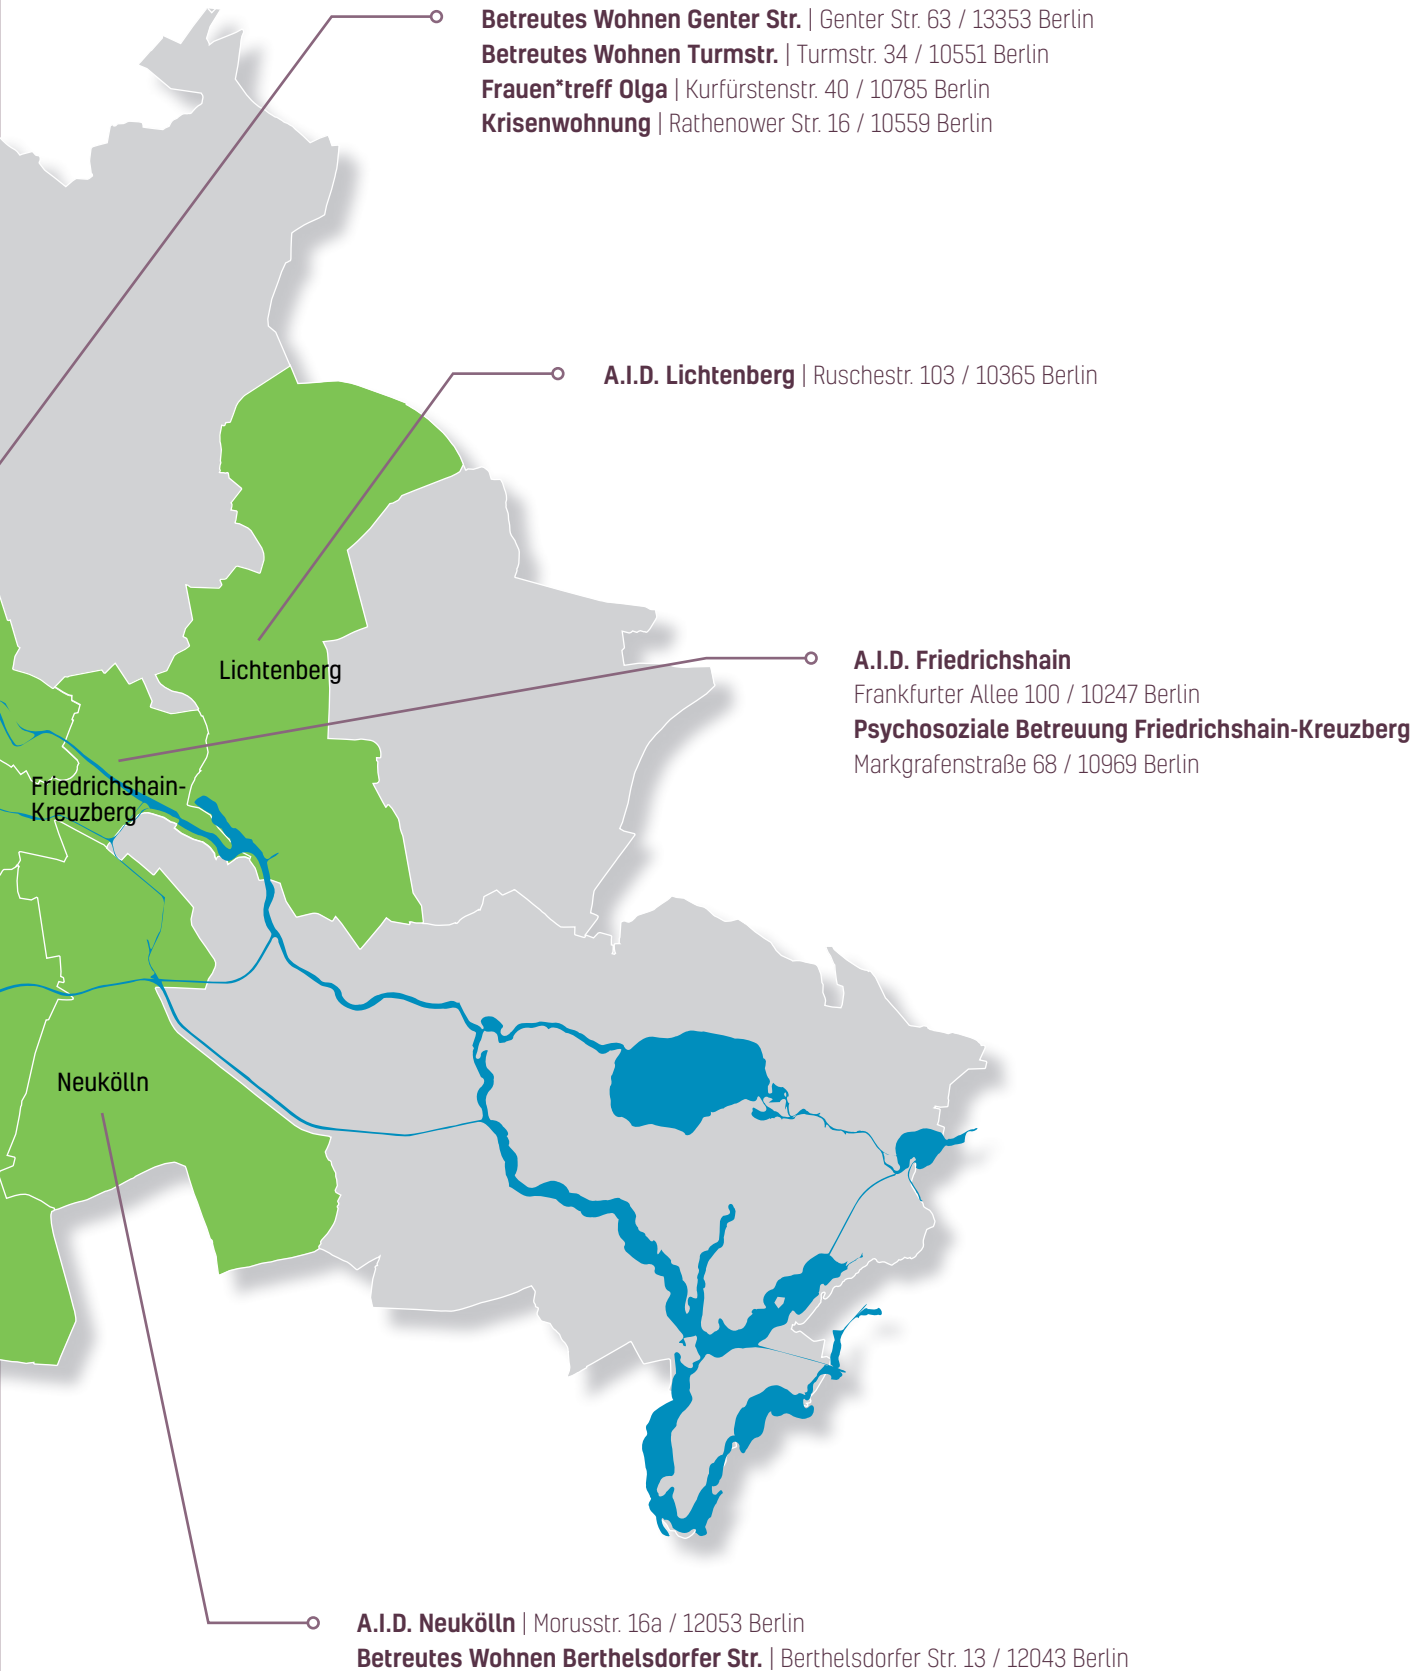 Betreutes Wohnen Genter Str. | Genter Str. 63 / 13353 Berlin
Betreutes Wohnen Turmstr. | Turmstr. 34 / 10551 Berlin
Frauen*treff Olga | Kurfürstenstr. 40 / 10785 Berlin
Krisenwohnung | Rathenower Str. 16 / 10559 Berlin
A.I.D. Lichtenberg | Ruschestr. 103 / 10365 Berlin
Lichtenberg
A.I.D. Friedrichshain
Frankfurter Allee 100 / 10247 Berlin
Psychosoziale Betreuung Friedrichshain-Kreuzberg
Markgrafenstraße 68 / 10969 Berlin
Friedrichshain-
Kreuzberg
Neukölln
A.I.D. Neukölln | Morusstr. 16a / 12053 Berlin
Betreutes Wohnen Berthelsdorfer Str. | Berthelsdorfer Str. 13 / 12043 Berlin